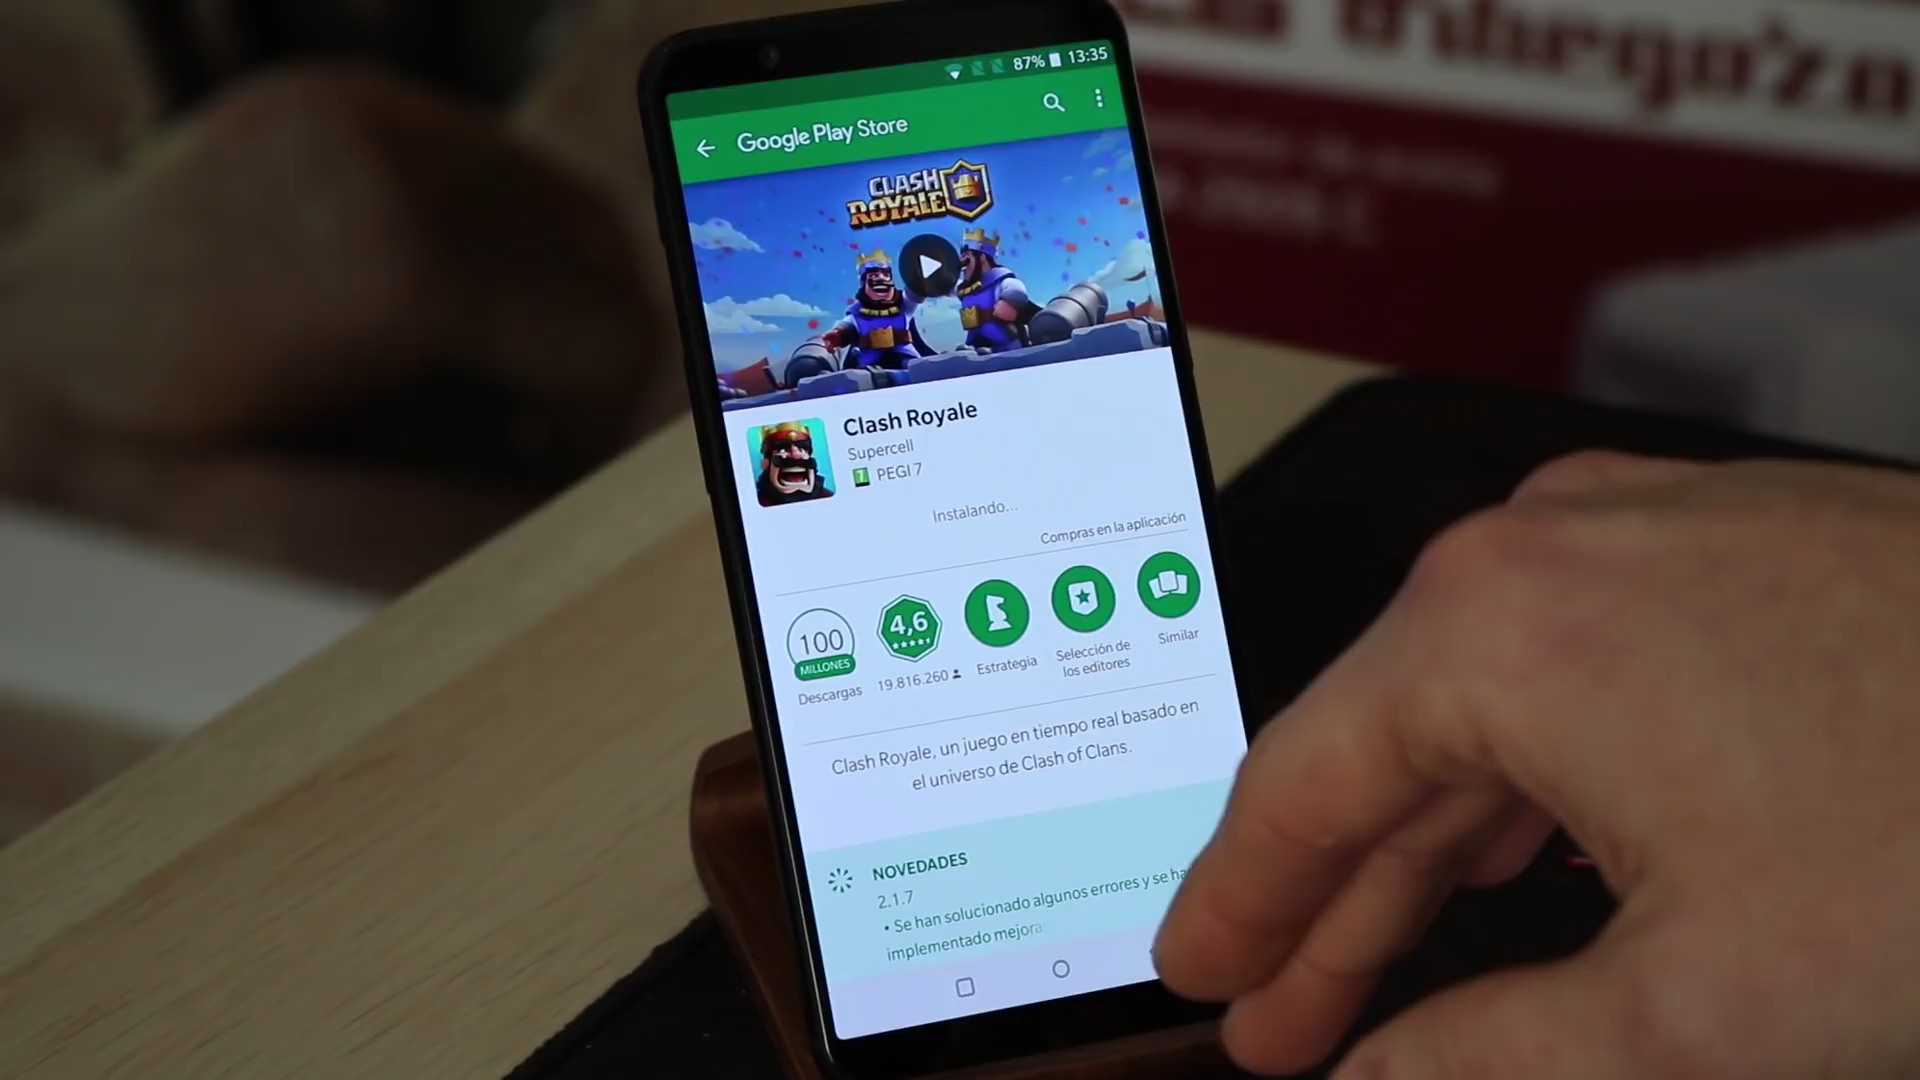 87% 13:35
Google Play Store
CLASH
ROYALE
Clash Royale
Supercell
7 PEGI 7
Instalando...
Compras en la aplicación
100
MILLONES
Descargas
4,6
19.816.260
Estrategia
Selección de
los editores
Similar
Clash Royale, un juego en tiempo real basado en
el universo de Clash of Clans.
NOVEDADES
2.1.7
• Se han solucionado algunos errores y se ha
implementado mejora